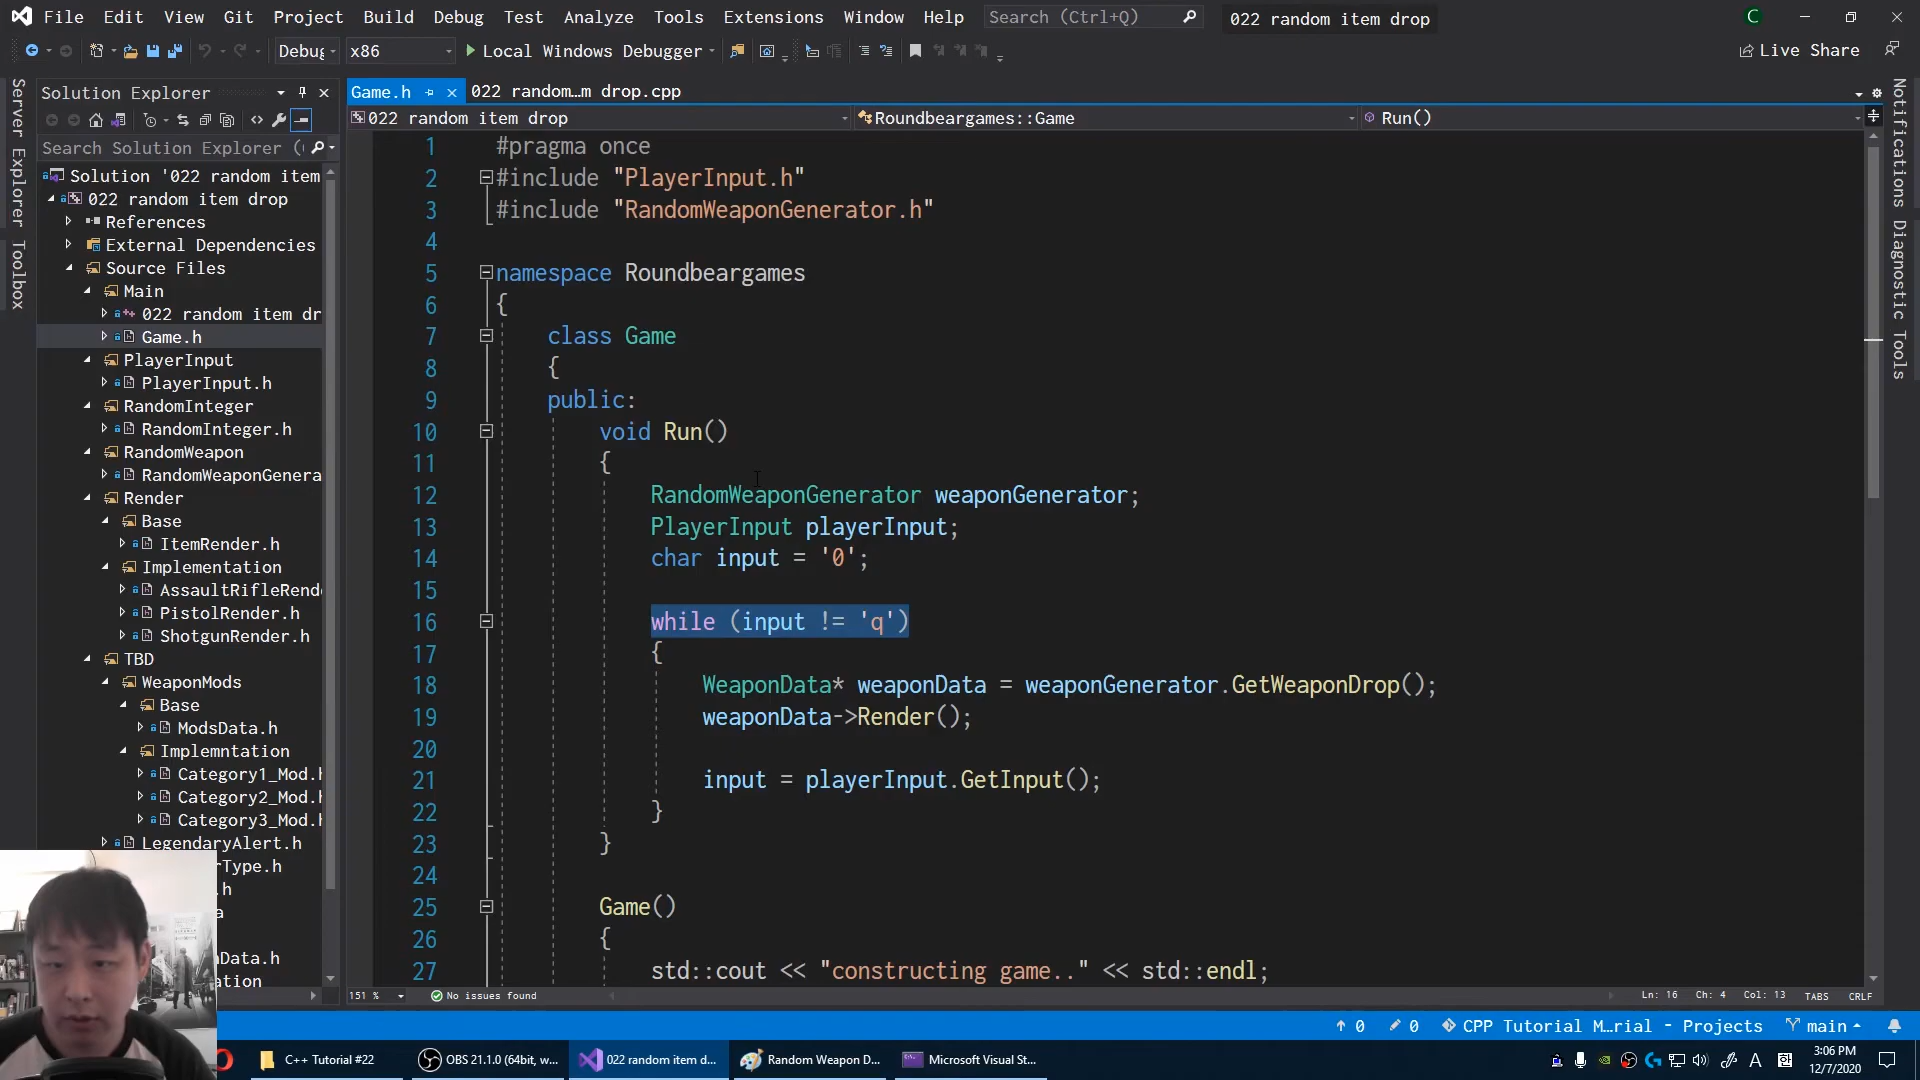 File Edit View Git Project Build Debug Test Analyze Tools Extensions Window Help Search (Ctrl+Q) 022 random item drop C
Debug x86 Local Windows Debugger Live Share
Server Explorer
Toolbox
Solution Explorer
Search Solution Explorer (
Solution '022 random item
022 random item drop
References
External Dependencies
Source Files
Main
022 random item dr
Game.h
PlayerInput
PlayerInput.h
RandomInteger
RandomInteger.h
RandomWeapon
RandomWeaponGenera
Render
Base
ItemRender.h
Implementation
AssaultRifleRend
PistolRender.h
ShotgunRender.h
TBD
WeaponMods
Base
ModsData.h
Implemntation
Category1_Mod.h
Category2_Mod.h
Category3_Mod.h
LegendaryAlert.h
rType.h
.h
a
nData.h
ation
Game.h 022 random…m drop.cpp
022 random item drop Roundbeargames::Game Run()
1 #pragma once
2 #include "PlayerInput.h"
3 #include "RandomWeaponGenerator.h"
4
5 namespace Roundbeargames
6 {
7 class Game
8 {
9 public:
10 void Run()
11 {
12 RandomWeaponGenerator weaponGenerator;
13 PlayerInput playerInput;
14 char input = '0';
15
16 while (input != 'q')
17 {
18 WeaponData* weaponData = weaponGenerator.GetWeaponDrop();
19 weaponData->Render();
20
21 input = playerInput.GetInput();
22 }
23 }
24
25 Game()
26 {
27 std::cout << "constructing game.." << std::endl;
151 % No issues found Ln: 16 Ch: 4 Col: 13 TABS CRLF
Notifications
Diagnostic Tools
0 0 CPP Tutorial M…rial - Projects main
C++ Tutorial #22 OBS 21.1.0 (64bit, w... 022 random item d... Random Weapon D... Microsoft Visual St...
A 한 3:06 PM
12/7/2020